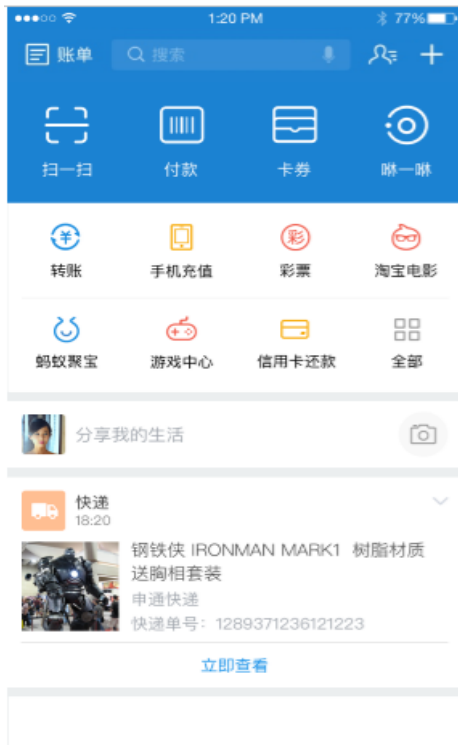 1:20 PM 77%
账单 搜索
扫一扫 付款 卡券 咻一咻
转账 手机充值 彩票 淘宝电影
蚂蚁聚宝 游戏中心 信用卡还款 全部
分享我的生活
快递
18:20
钢铁侠 IRONMAN MARK1 树脂材质
送胸相套装
申通快递
快递单号：1289371236121223
立即查看